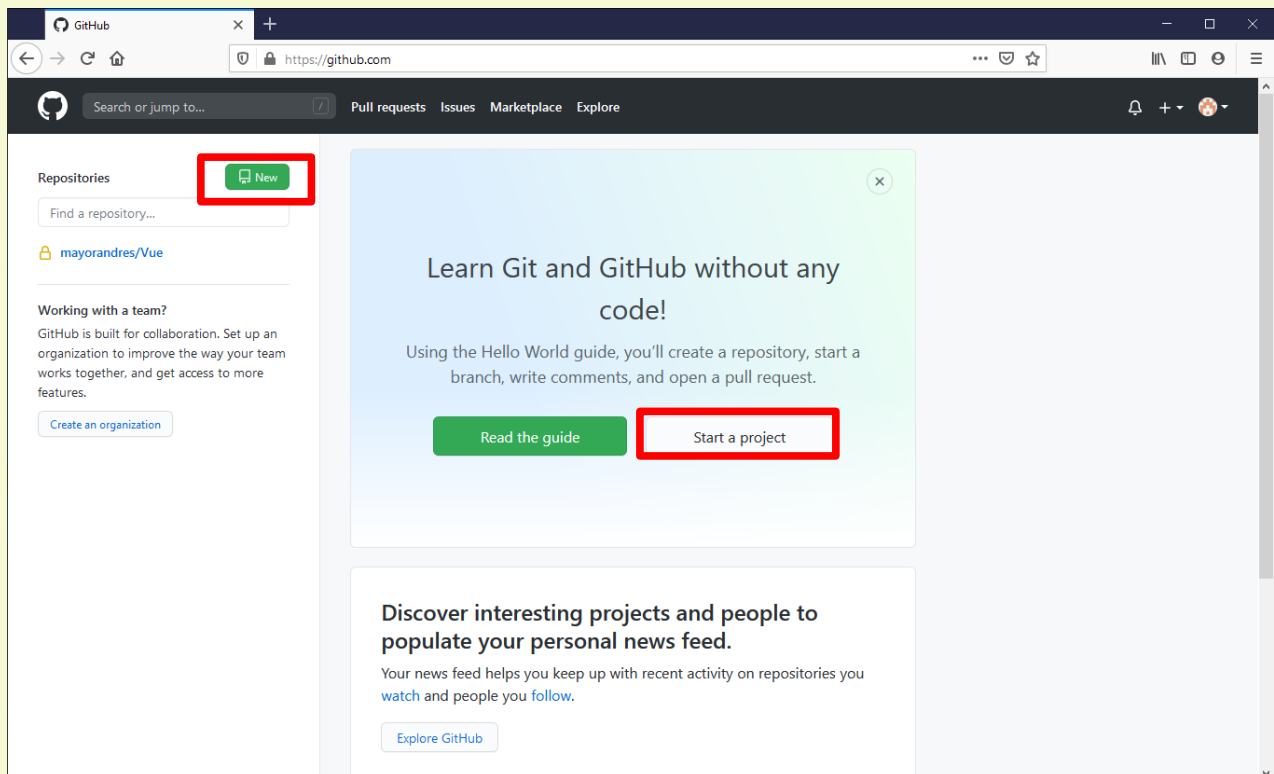 GitHub
https://github.com
Search or jump to...
/
Pull requests Issues Marketplace Explore
Repositories
New
Find a repository...
mayorandres/Vue
Working with a team?
GitHub is built for collaboration. Set up an
organization to improve the way your team
works together, and get access to more
features.
Create an organization
Learn Git and GitHub without any
code!
Using the Hello World guide, you’ll create a repository, start a
branch, write comments, and open a pull request.
Read the guide
Start a project
Discover interesting projects and people to
populate your personal news feed.
Your news feed helps you keep up with recent activity on repositories you
watch and people you follow.
Explore GitHub